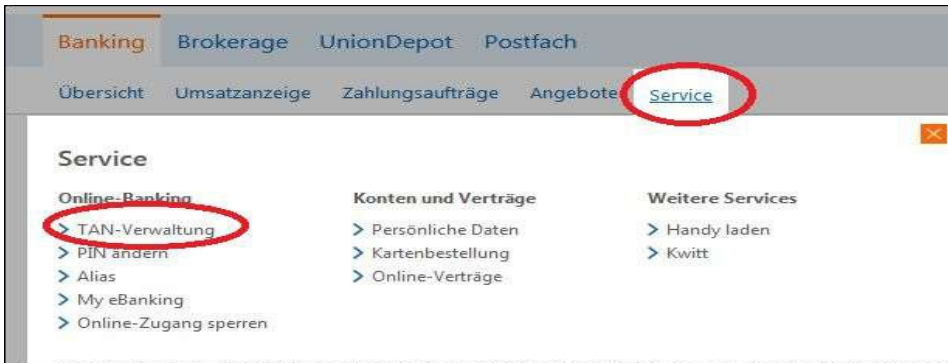 Banking Brokerage UnionDepot Postfach
Übersicht Umsatzanzeige Zahlungsaufträge Angebote Service
Service
Online-Banking Konten und Verträge Weitere Services
TAN-Verwaltung Persönliche Daten Handy laden
PIN ändern Kartenbestellung Kwitt
Alias Online-Verträge
My eBanking
Online-Zugang sperren